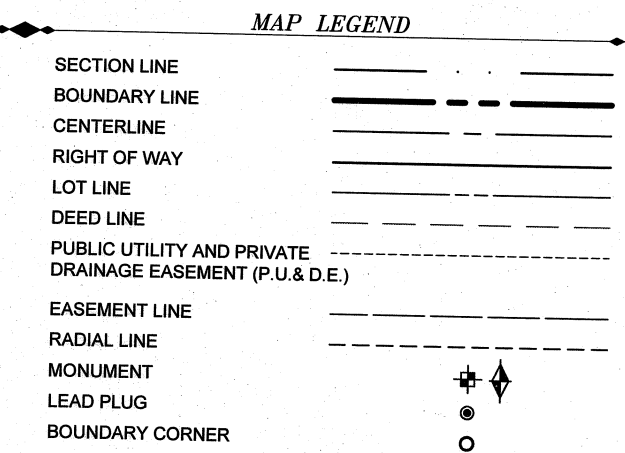 MAP LEGEND
SECTION LINE
BOUNDARY LINE
CENTERLINE
RIGHT OF WAY
LOT LINE
DEED LINE
PUBLIC UTILITY AND PRIVATE
DRAINAGE EASEMENT (P.U.& D.E.)
EASEMENT LINE
RADIAL LINE
MONUMENT
LEAD PLUG
BOUNDARY CORNER